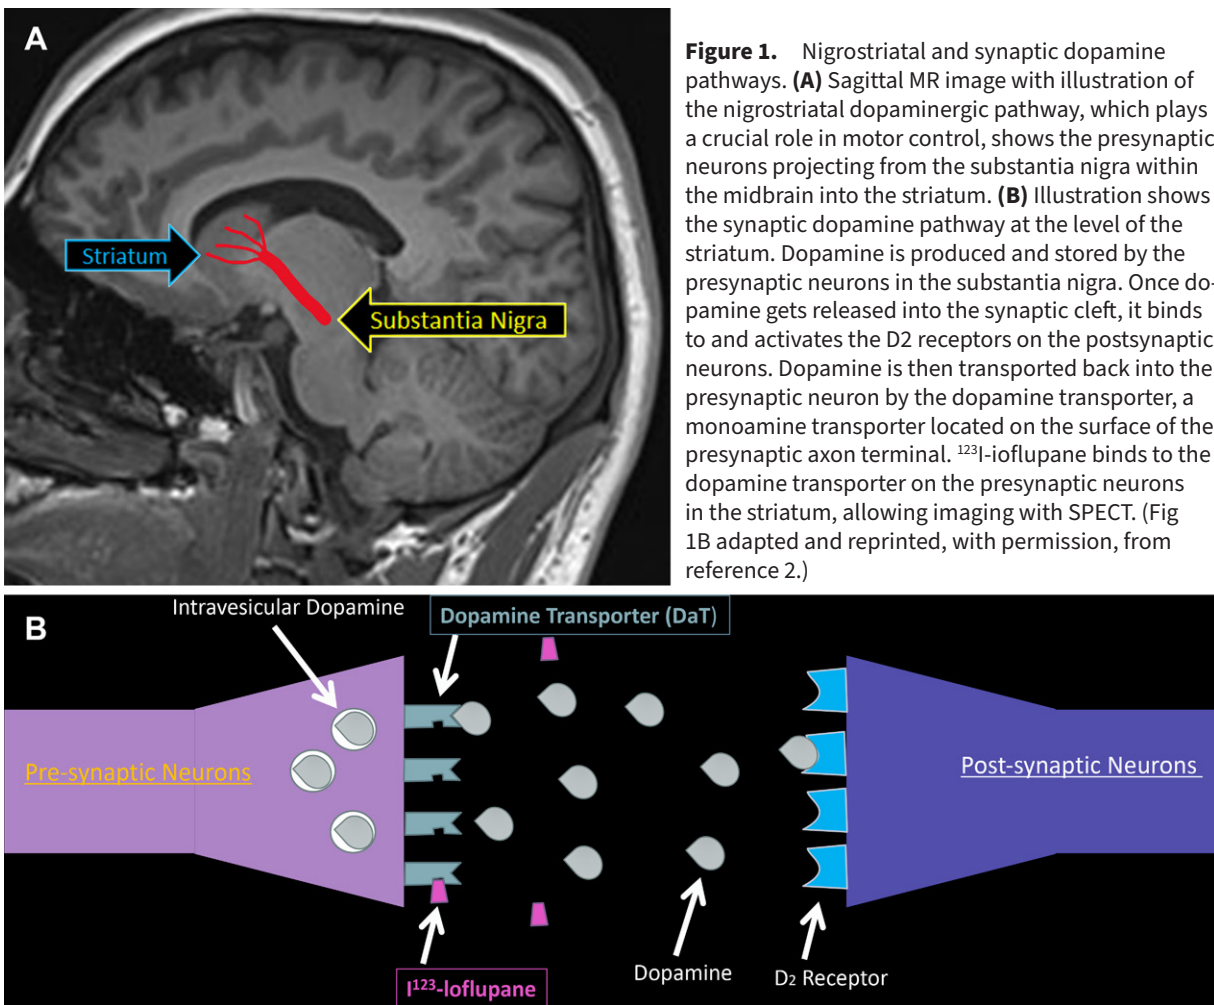 A
Striatum
Substantia Nigra
Figure 1. Nigrostriatal and synaptic dopamine
pathways. (A) Sagittal MR image with illustration of
the nigrostriatal dopaminergic pathway, which plays
a crucial role in motor control, shows the presynaptic
neurons projecting from the substantia nigra within
the midbrain into the striatum. (B) Illustration shows
the synaptic dopamine pathway at the level of the
striatum. Dopamine is produced and stored by the
presynaptic neurons in the substantia nigra. Once do-
pamine gets released into the synaptic cleft, it binds
to and activates the D2 receptors on the postsynaptic
neurons. Dopamine is then transported back into the
presynaptic neuron by the dopamine transporter, a
monoamine transporter located on the surface of the
presynaptic axon terminal. ¹²³I-ioflupane binds to the
dopamine transporter on the presynaptic neurons
in the striatum, allowing imaging with SPECT. (Fig
1B adapted and reprinted, with permission, from
reference 2.)
B
Intravesicular Dopamine
Dopamine Transporter (DaT)
Pre-synaptic Neurons
Post-synaptic Neurons
I¹²³-Ioflupane
Dopamine
D₂ Receptor